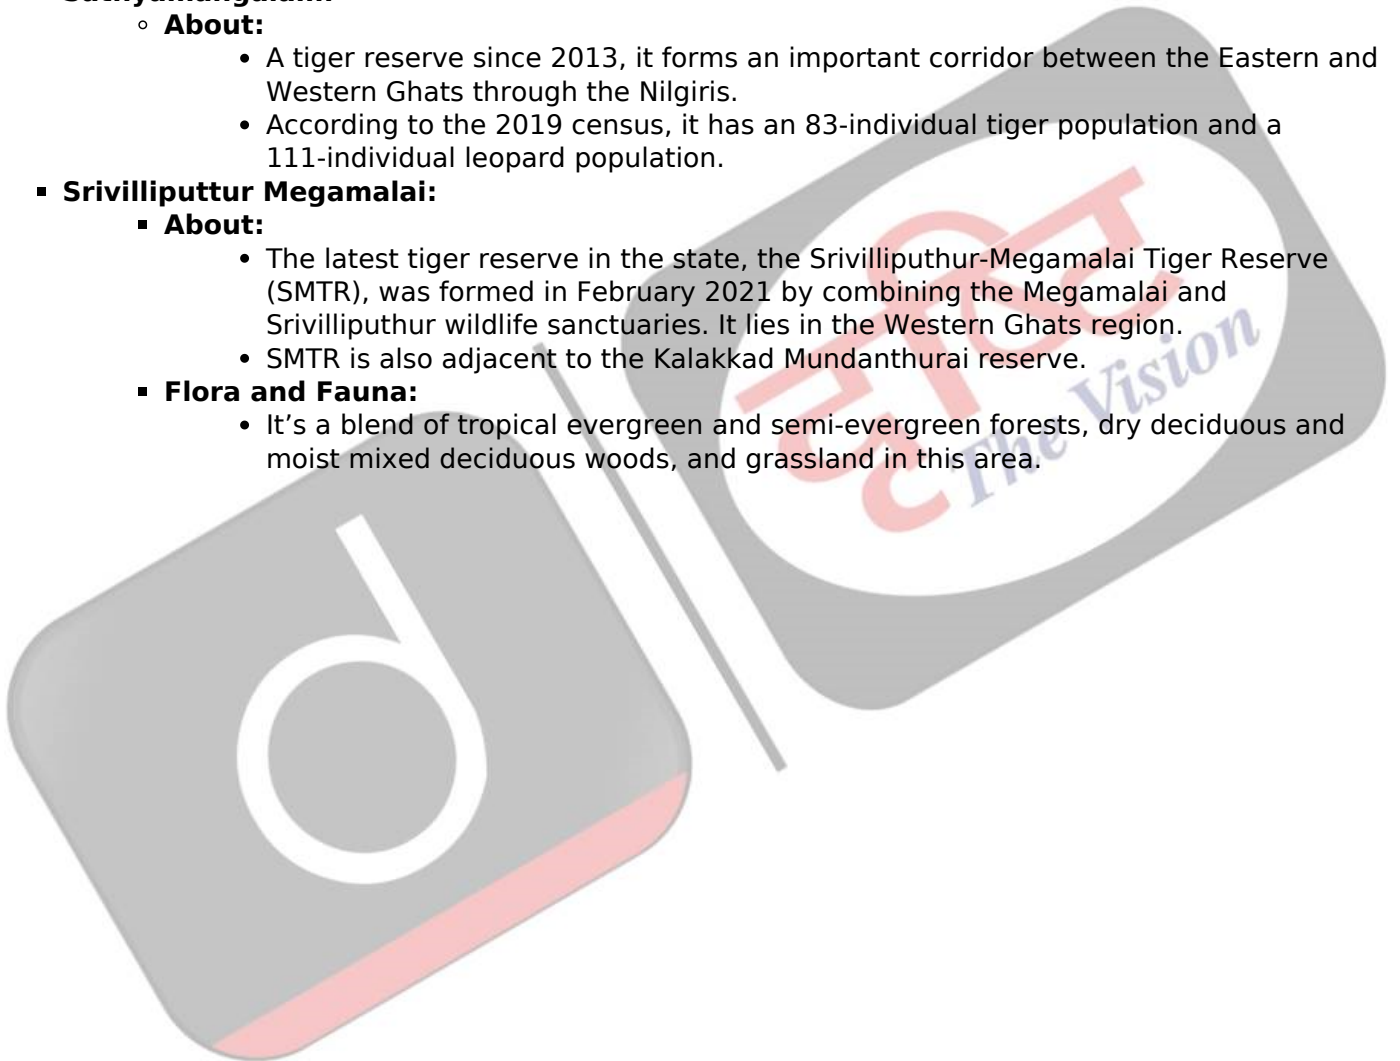 Sathyamangalam:
About:
A tiger reserve since 2013, it forms an important corridor between the Eastern and
Western Ghats through the Nilgiris.
According to the 2019 census, it has an 83-individual tiger population and a
111-individual leopard population.
Srivilliputtur Megamalai:
About:
The latest tiger reserve in the state, the Srivilliputhur-Megamalai Tiger Reserve
(SMTR), was formed in February 2021 by combining the Megamalai and
Srivilliputhur wildlife sanctuaries. It lies in the Western Ghats region.
SMTR is also adjacent to the Kalakkad Mundanthurai reserve.
Flora and Fauna:
It’s a blend of tropical evergreen and semi-evergreen forests, dry deciduous and
moist mixed deciduous woods, and grassland in this area.
d
दृष्टि
The Vision